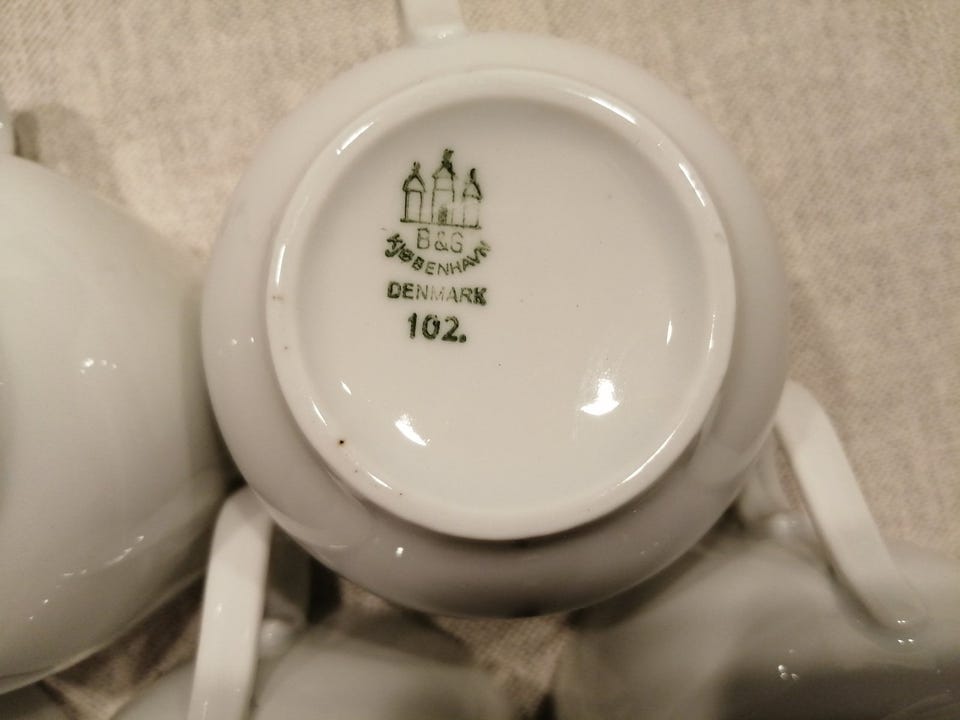 B&G
KJØBENHAVN
DENMARK
102.